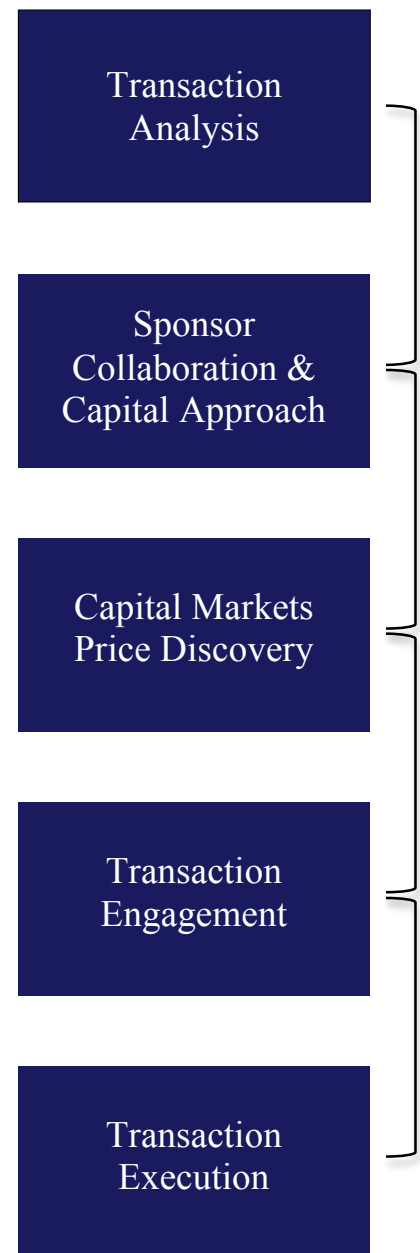 Transaction
Analysis
Sponsor
Collaboration &
Capital Approach
Capital Markets
Price Discovery
Transaction
Engagement
Transaction
Execution